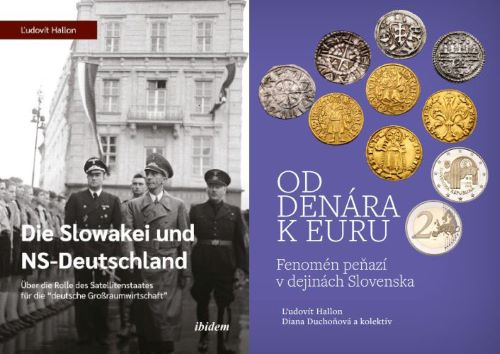 Ľudovít Hallon
Die Slowakei und
NS-Deutschland
Über die Rolle des Satellitenstaates
für die "deutsche Großraumwirtschaft"
ibidem
OD
DENÁRA
K EURU
Fenomén peňazí
v dejinách Slovenska
Ľudovít Hallon
Diana Duchoňová a kolektív
2